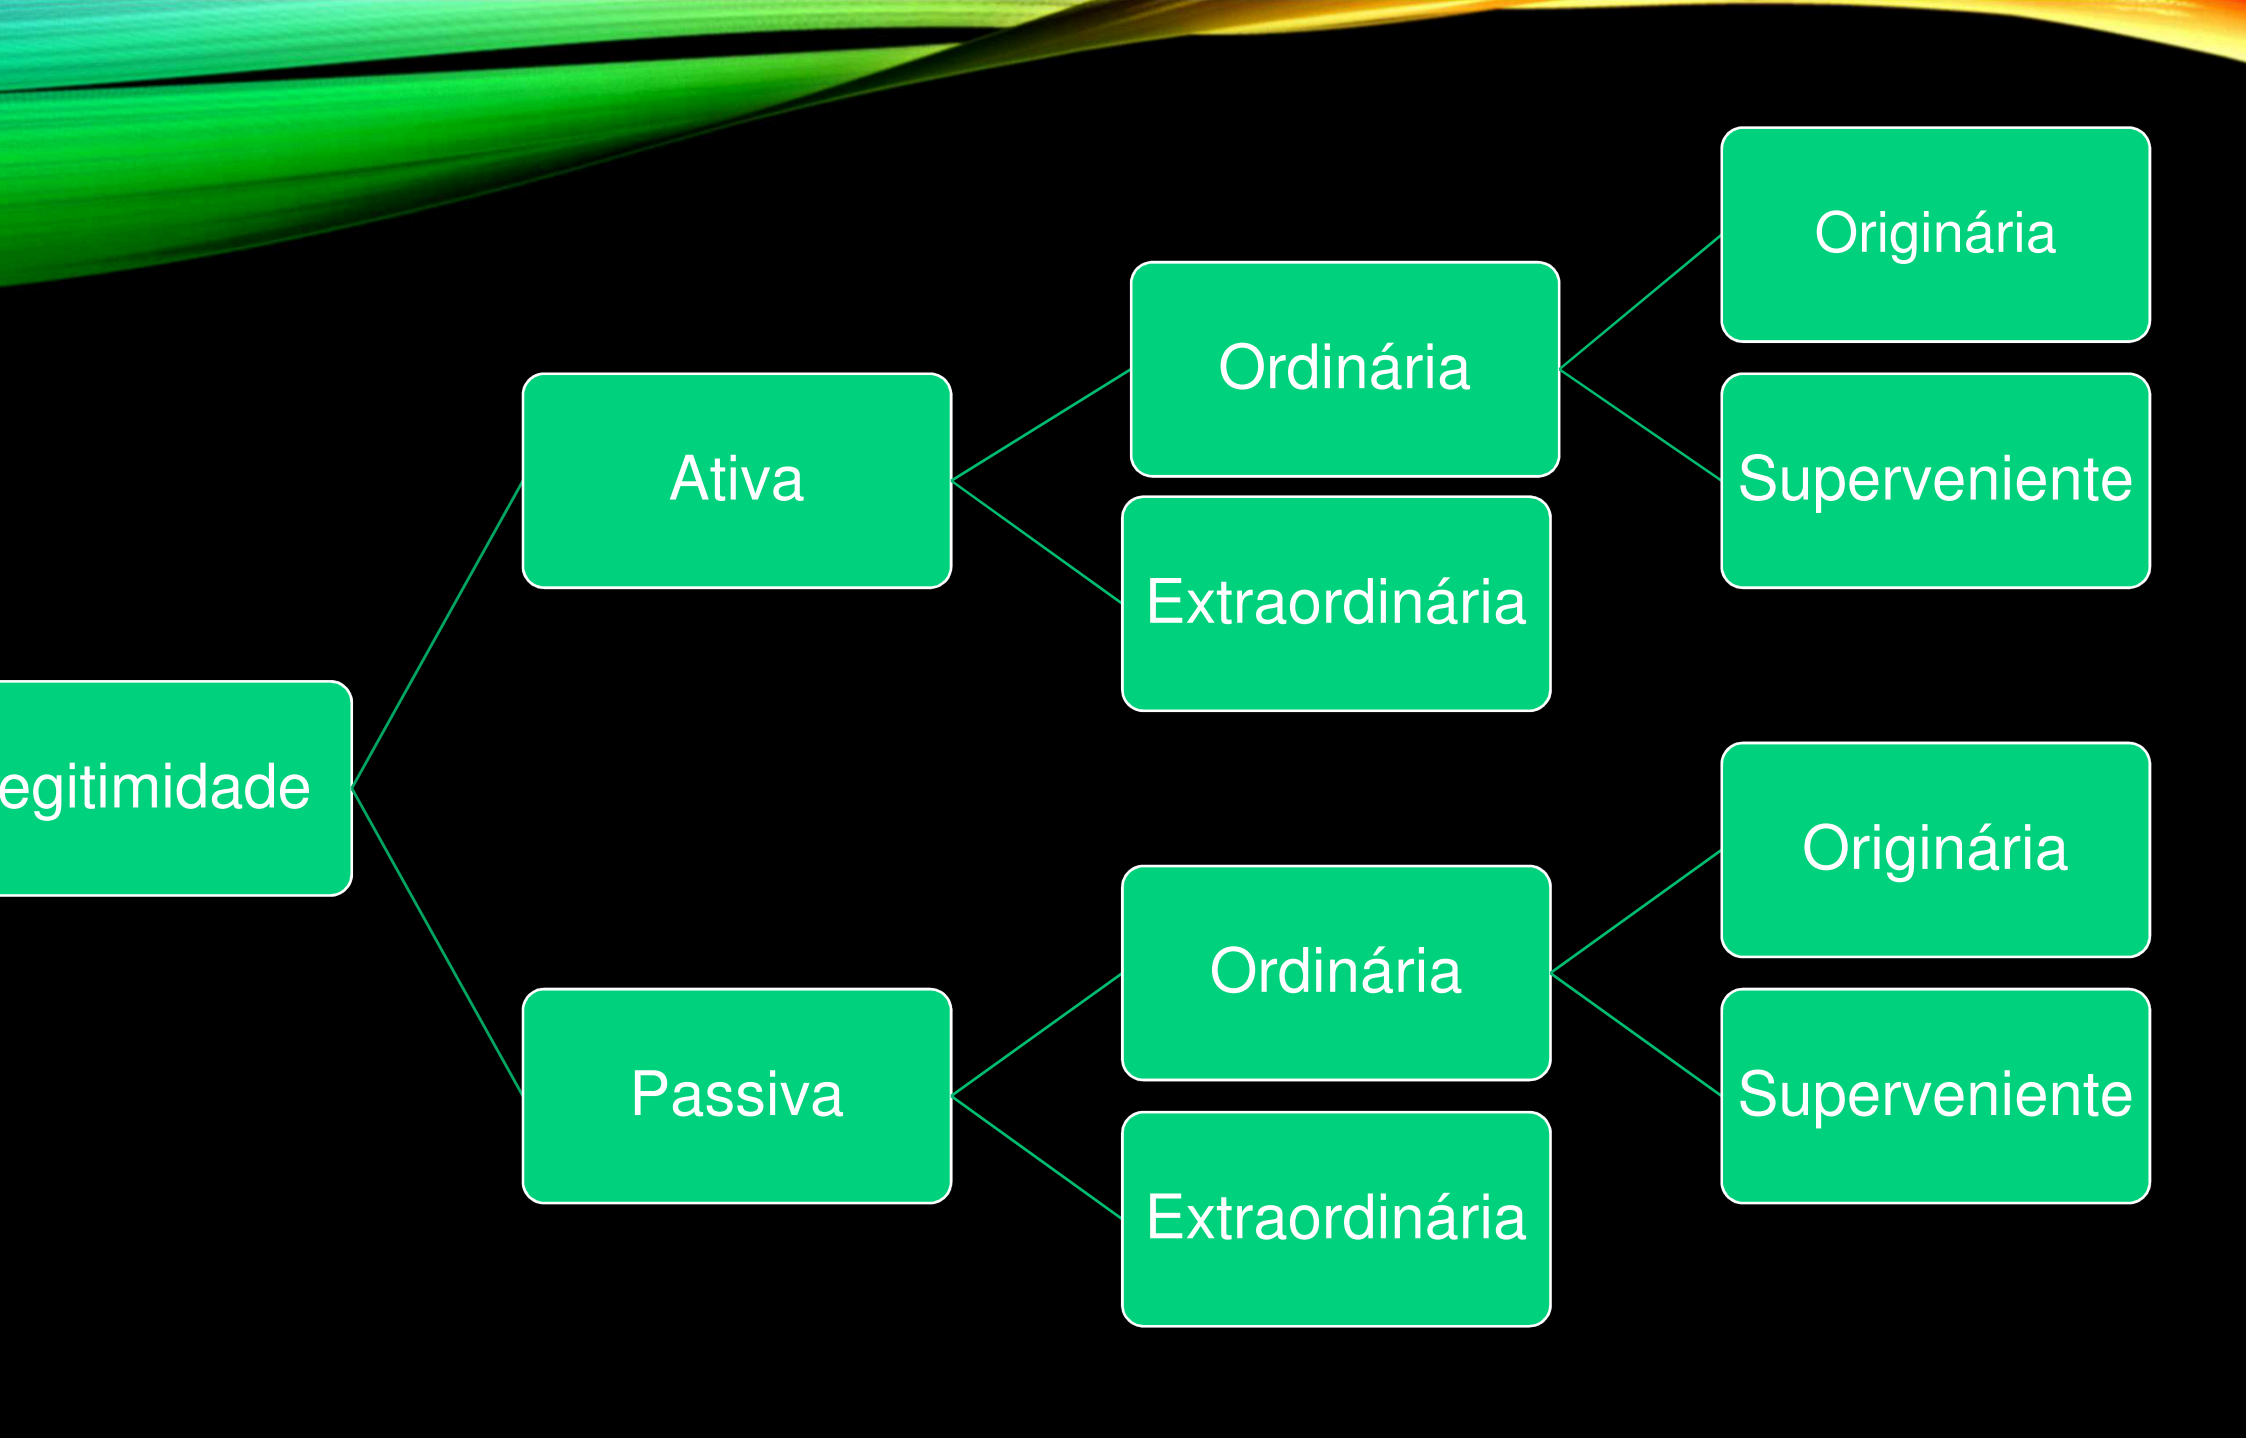 egitimidade
Ativa
Ordinária
Originária
Superveniente
Extraordinária
Passiva
Ordinária
Originária
Superveniente
Extraordinária